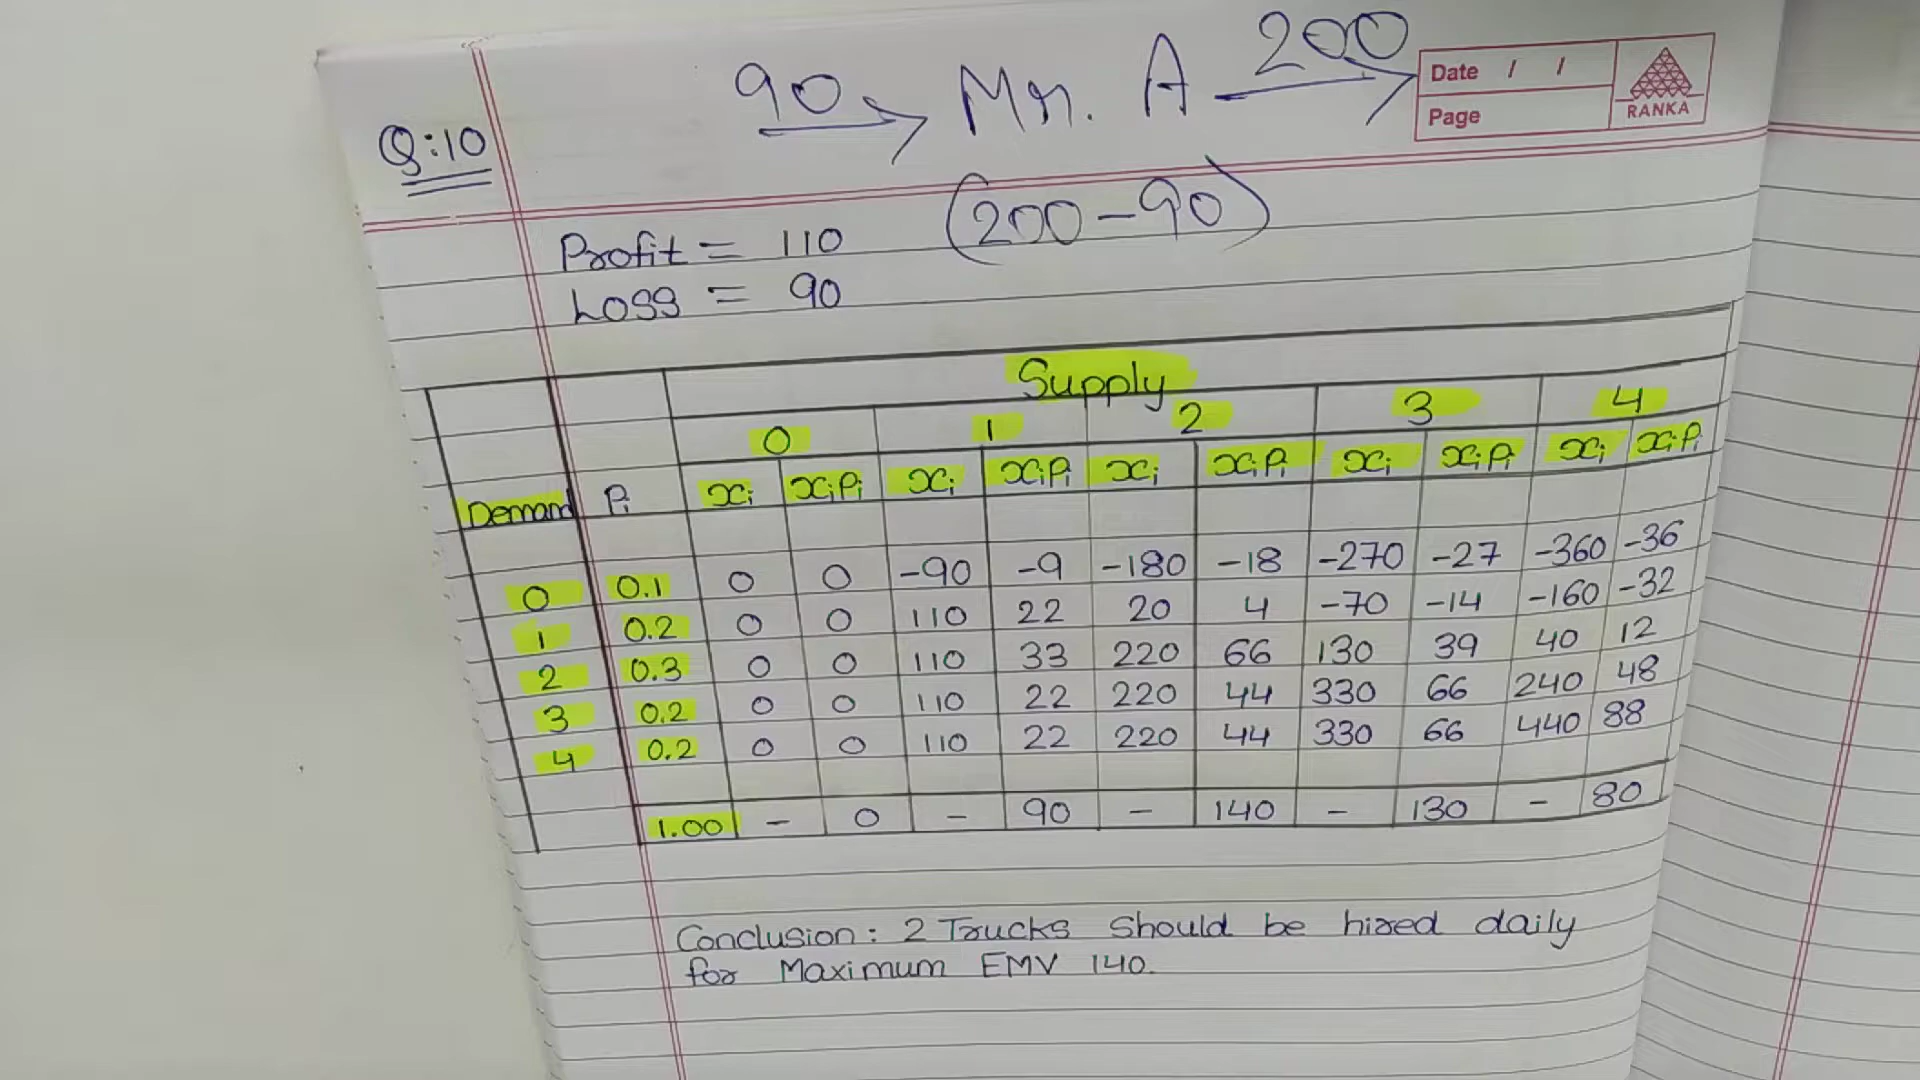 90 → Mr. A 200 →
Date / /
Page
RANKA
Q:10
(200-90)
Profit = 110
Loss = 90
Supply
0 1 2 3 4
Demand Pi xi xiPi xi xiPi xi xiPi xi xiPi xi xiPi
0 0.1 0 0 -90 -9 -180 -18 -270 -27 -360 -36
1 0.2 0 0 110 22 20 4 -70 -14 -160 -32
2 0.3 0 0 110 33 220 66 130 39 40 12
3 0.2 0 0 110 22 220 44 330 66 240 48
4 0.2 0 0 110 22 220 44 330 66 440 88
1.00 - 0 - 90 - 140 - 130 - 80
Conclusion: 2 Trucks should be hired daily
for Maximum EMV 140.